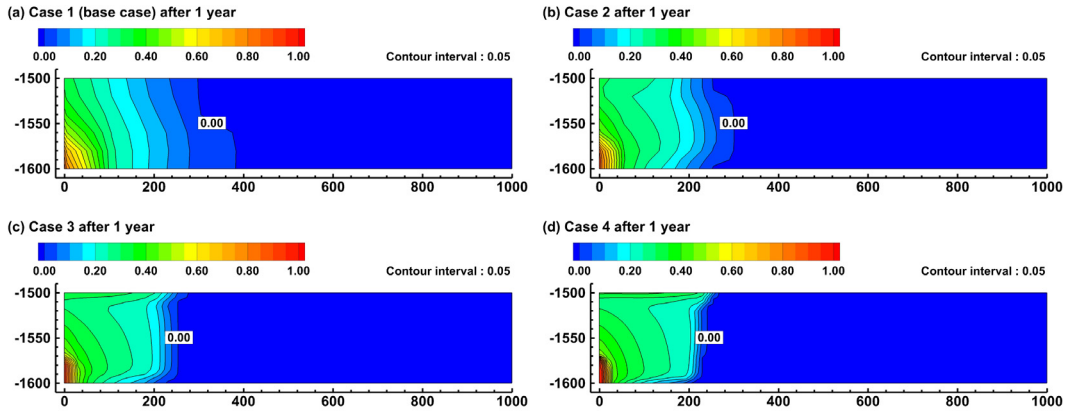 (a) Case 1 (base case) after 1 year
0.00 0.20 0.40 0.60 0.80 1.00
Contour interval : 0.05
-1500
-1550
-1600
0.00
0 200 400 600 800 1000
(b) Case 2 after 1 year
0.00 0.20 0.40 0.60 0.80 1.00
Contour interval : 0.05
-1500
-1550
-1600
0.00
0 200 400 600 800 1000
(c) Case 3 after 1 year
0.00 0.20 0.40 0.60 0.80 1.00
Contour interval : 0.05
-1500
-1550
-1600
0.00
0 200 400 600 800 1000
(d) Case 4 after 1 year
0.00 0.20 0.40 0.60 0.80 1.00
Contour interval : 0.05
-1500
-1550
-1600
0.00
0 200 400 600 800 1000